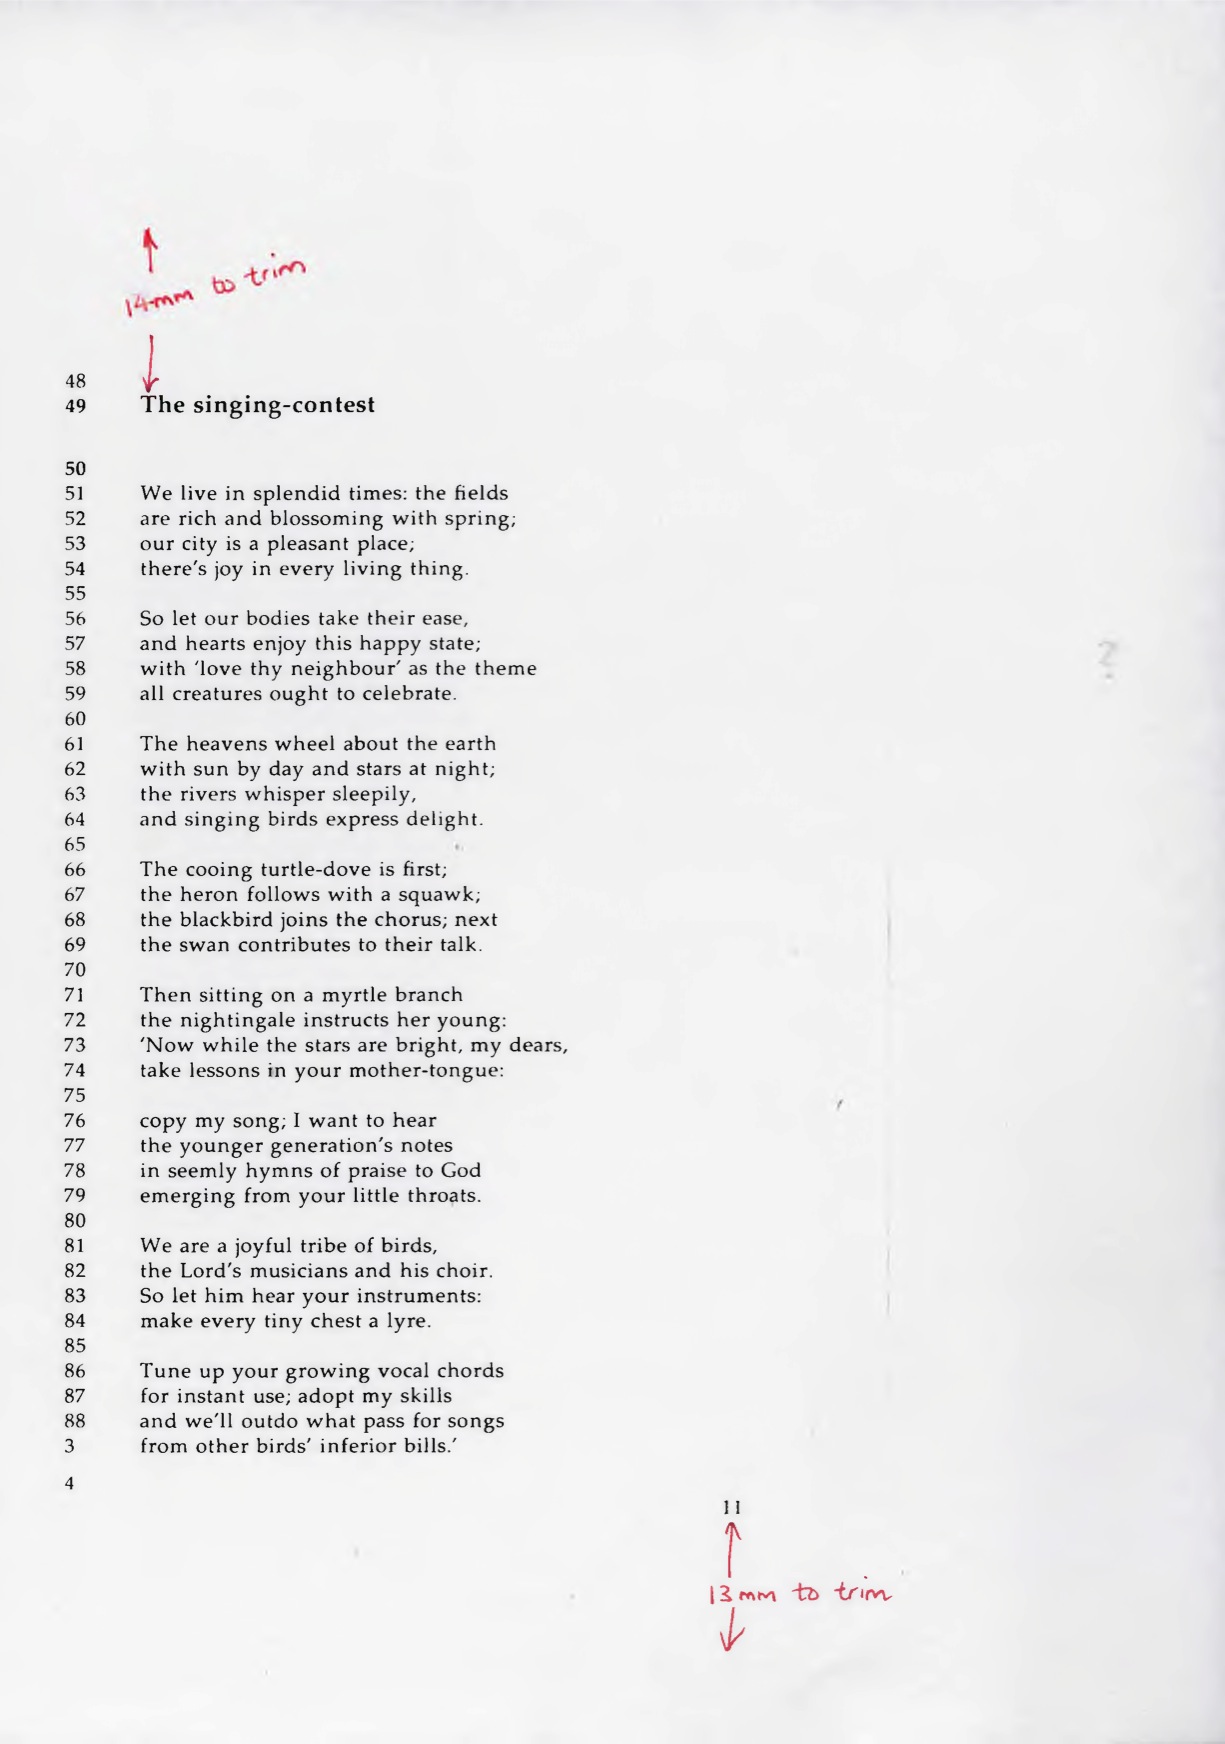 14mm to trim
48
49 The singing-contest
50
51 We live in splendid times: the fields
52 are rich and blossoming with spring;
53 our city is a pleasant place;
54 there's joy in every living thing.
55
56 So let our bodies take their ease,
57 and hearts enjoy this happy state;
58 with ‘love thy neighbour’ as the theme
59 all creatures ought to celebrate.
60
61 The heavens wheel about the earth
62 with sun by day and stars at night;
63 the rivers whisper sleepily,
64 and singing birds express delight.
65
66 The cooing turtle-dove is first;
67 the heron follows with a squawk;
68 the blackbird joins the chorus; next
69 the swan contributes to their talk.
70
71 Then sitting on a myrtle branch
72 the nightingale instructs her young:
73 ‘Now while the stars are bright, my dears,
74 take lessons in your mother-tongue:
75
76 copy my song; I want to hear
77 the younger generation's notes
78 in seemly hymns of praise to God
79 emerging from your little throats.
80
81 We are a joyful tribe of birds,
82 the Lord's musicians and his choir.
83 So let him hear your instruments:
84 make every tiny chest a lyre.
85
86 Tune up your growing vocal chords
87 for instant use; adopt my skills
88 and we'll outdo what pass for songs
3 from other birds' inferior bills.’
4
11
13mm to trim
?